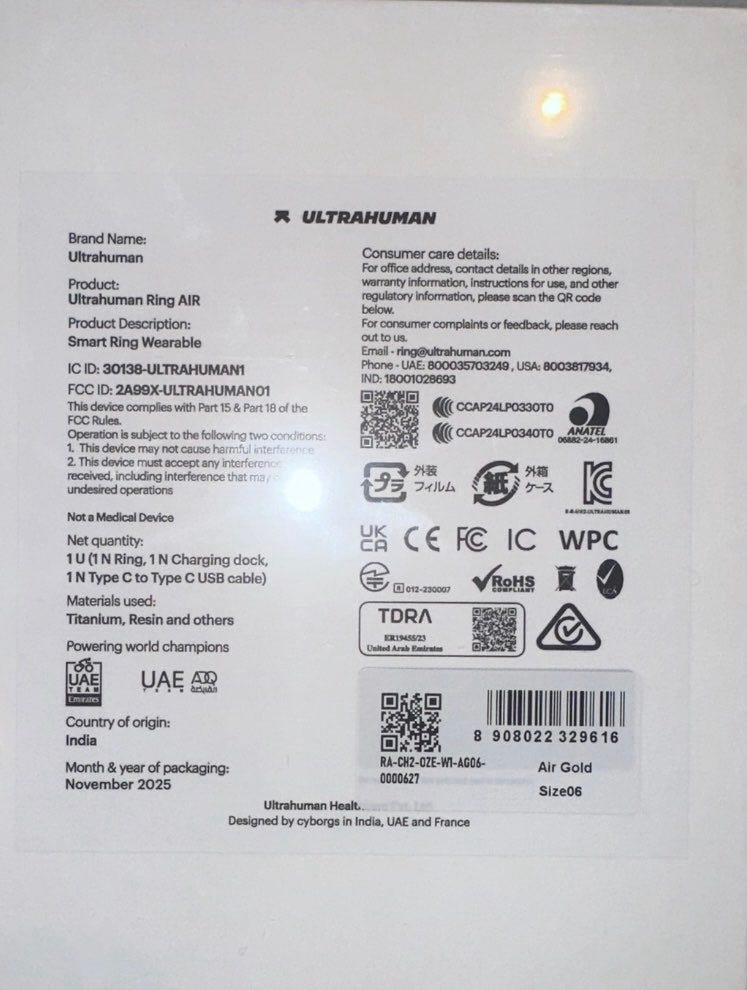 ULTRAHUMAN
Brand Name:
Ultrahuman
Product:
Ultrahuman Ring AIR
Product Description:
Smart Ring Wearable
IC ID: 30138-ULTRAHUMAN1
FCC ID: 2A99X-ULTRAHUMAN01
This device complies with Part 15 & Part 18 of the
FCC Rules.
Operation is subject to the following two conditions:
1. This device may not cause harmful interference
2. This device must accept any interference
received, including interference that may
undesired operations
Not a Medical Device
Net quantity:
1 U (1 N Ring, 1 N Charging dock,
1 N Type C to Type C USB cable)
Materials used:
Titanium, Resin and others
Powering world champions
UAE
TEAM
Emirates
UAE ADQ
TEAM القابضة
Country of origin:
India
Month & year of packaging:
November 2025
Consumer care details:
For office address, contact details in other regions,
warranty information, instructions for use, and other
regulatory information, please scan the QR code
below.
For consumer complaints or feedback, please reach
out to us.
Email - ring@ultrahuman.com
Phone - UAE: 800035703249, USA: 8003817934,
IND: 18001028693
CCAP24LP0330T0
CCAP24LP0340T0
ANATEL
06882-24-16861
プラ
外装
フィルム
紙
外箱
ケース
KC
UK
CA
CE FC IC WPC
R 012-230007
RoHS
COMPLIANT
LCA
TDRA
ER19455/23
United Arab Emirates
8 908022 329616
RA-CH2-OZE-W1-AG06-
0000627
Air Gold
Size06
Ultrahuman
Designed by cyborgs in India, UAE and France